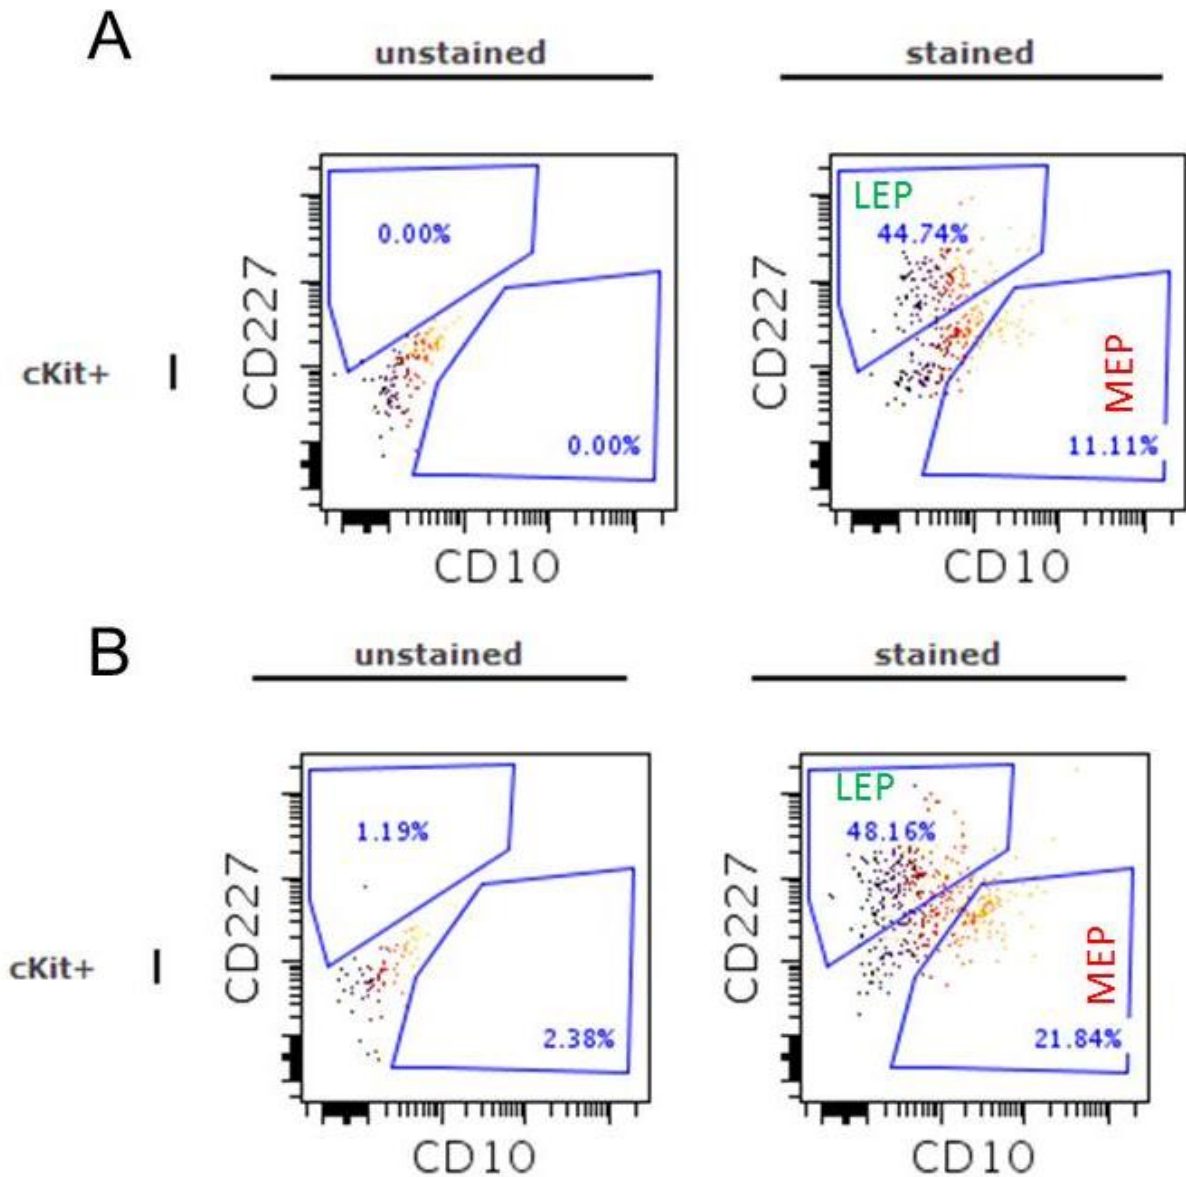 A
unstained
stained
cKit+
CD227
0.00%
0.00%
CD10
CD227
LEP
44.74%
MEP
11.11%
CD10
B
unstained
stained
cKit+
CD227
1.19%
2.38%
CD10
CD227
LEP
48.16%
MEP
21.84%
CD10